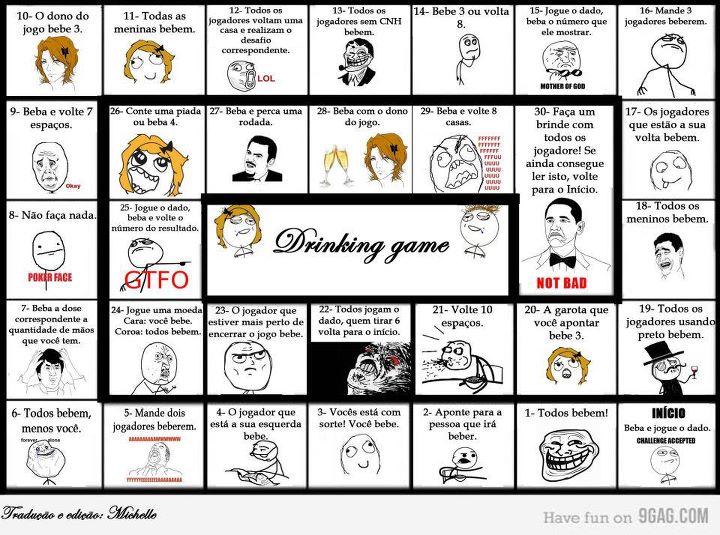 10- O dono do
jogo bebe 3.
11- Todas as
meninas bebem.
12- Todos os
jogadores voltam uma
casa e realizam o
desafio
correspondente.
LOL
13- Todos os
jogadores sem CNH
bebem.
14- Bebe 3 ou volta
8.
15- Jogue o dado,
beba o número que
ele mostrar.
MOTHER OF GOD
16- Mande 3
jogadores beberem.
9- Beba e volte 7
espaços.
Okay
26- Conte uma piada
ou beba 4.
27- Beba e perca uma
rodada.
28- Beba com o dono
do jogo.
29- Beba e volte 8
casas.
FFFFFFF
FFFFFFF
FFFFFF
FFFUU
UUUU
UUUU
UUUU
UUUU
UUUU
30- Faça um
brinde com
todos os
jogadore! Se
ainda consegue
ler isto, volte
para o Início.
NOT BAD
17- Os jogadores
que estão a sua
volta bebem.
8- Não faça nada.
POKER FACE
25- Jogue o dado,
beba e volte o
número do resultado.
GTFO
Drinking game
18- Todos os
meninos bebem.
7- Beba a dose
correspondente a
quantidade de mãos
que você tem.
24- Jogue uma moeda
Cara: você bebe.
Coroa: todos bebem.
23- O jogador que
estiver mais perto de
encerrar o jogo bebe.
22- Todos jogam o
dado, quem tirar 6
volta para o início.
21- Volte 10
espaços.
20- A garota que
você apontar
bebe 3.
19- Todos os
jogadores usando
preto bebem.
6- Todos bebem,
menos você.
forever alone
5- Mande dois
jogadores beberem.
4- O jogador que
está a sua esquerda
bebe.
3- Vocês está com
sorte! Você bebe.
2- Aponte para a
pessoa que irá
beber.
1- Todos bebem!
INÍCIO
Beba e jogue o dado.
CHALLENGE ACCEPTED
Tradução e edição: Michelle
Have fun on 9GAG.COM